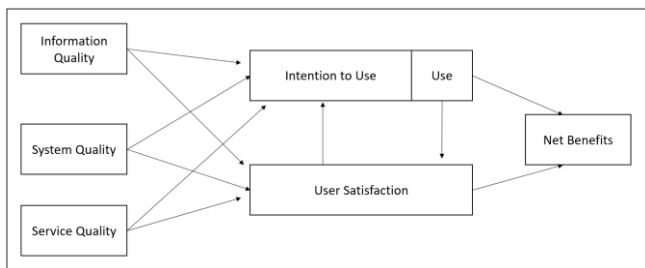 Information
Quality
Intention to Use
Use
Net Benefits
System Quality
User Satisfaction
Service Quality